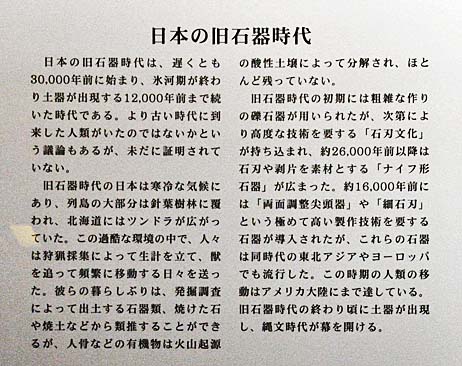 日本の旧石器時代
日本の旧石器時代は、遅くとも
30,000年前に始まり、氷河期が終わ
り土器が出現する12,000年前まで続
いた時代である。より古い時代に到
来した人類がいたのではないかとい
う議論もあるが、未だに証明されて
いない。
旧石器時代の日本は寒冷な気候に
あり、列島の大部分は針葉樹林に覆
われ、北海道にはツンドラが広がっ
ていた。この過酷な環境の中で、人々
は狩猟採集によって生計を立て、獣
を追って頻繁に移動する日々を送っ
た。彼らの暮らしぶりは、発掘調査
によって出土する石器類、焼けた石
や焼土などから類推することができ
るが、人骨などの有機物は火山起源
の酸性土壌によって分解され、ほと
んど残っていない。
旧石器時代の初期には粗雑な作り
の礫石器が用いられたが、次第によ
り高度な技術を要する「石刃文化」
が持ち込まれ、約26,000年前以降は
石刃や剥片を素材とする「ナイフ形
石器」が広まった。約16,000年前に
は「両面調整尖頭器」や「細石刃」
という極めて高い製作技術を要する
石器が導入されたが、これらの石器
は同時代の東北アジアやヨーロッパ
でも流行した。この時期の人類の移
動はアメリカ大陸にまで達している。
旧石器時代の終わり頃に土器が出現
し、縄文時代が幕を開ける。